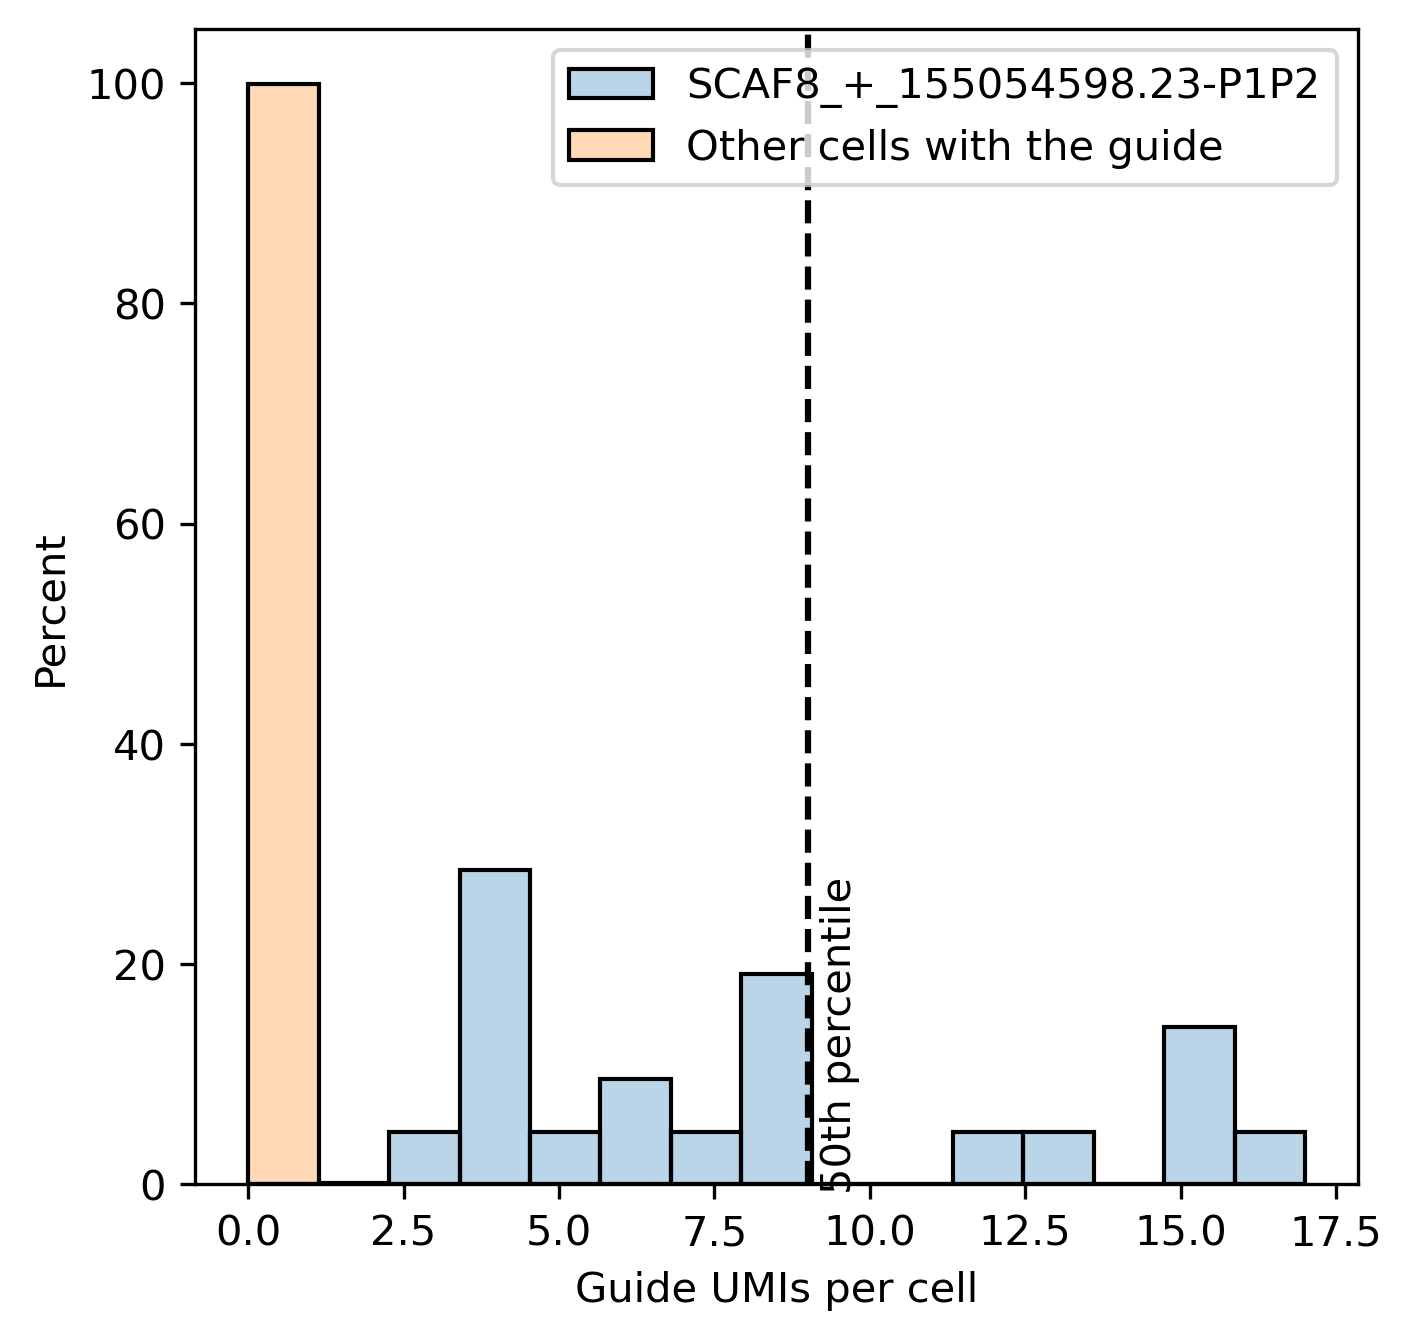 SCAF8_+_155054598.23-P1P2
Other cells with the guide
100
80
60
40
20
0
Percent
50th percentile
0.0 2.5 5.0 7.5 10.0 12.5 15.0 17.5
Guide UMIs per cell